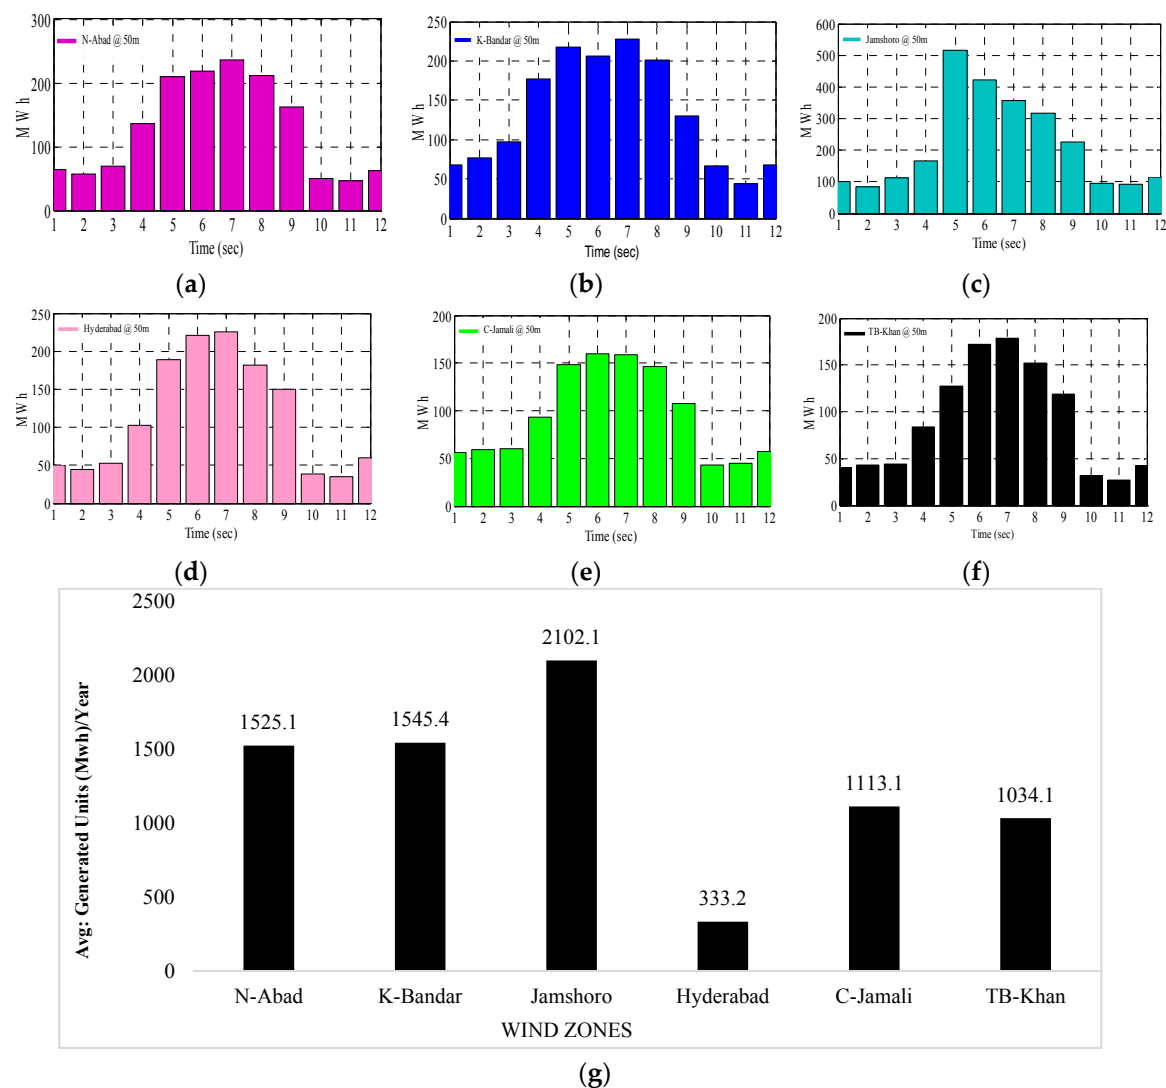 N-Abad @ 50m
300
200
100
0
M W h
1 2 3 4 5 6 7 8 9 10 11 12
Time (sec)
(a)
K-Bandar @ 50m
250
200
150
100
50
0
M W h
1 2 3 4 5 6 7 8 9 10 11 12
Time (sec)
(b)
Jamshoro @ 50m
600
500
400
300
200
100
0
M W h
1 2 3 4 5 6 7 8 9 10 11 12
Time (sec)
(c)
Hyderabad @ 50m
250
200
150
100
50
0
M W h
1 2 3 4 5 6 7 8 9 10 11 12
Time (sec)
(d)
C-Jamali @ 50m
200
150
100
50
0
M W h
1 2 3 4 5 6 7 8 9 10 11 12
Time (sec)
(e)
TB-Khan @ 50m
200
150
100
50
0
M W h
1 2 3 4 5 6 7 8 9 10 11 12
Time (sec)
(f)
Avg: Generated Units (Mwh)/Year
2500
2000
1500
1000
500
0
1525.1 1545.4 2102.1 333.2 1113.1 1034.1
N-Abad K-Bandar Jamshoro Hyderabad C-Jamali TB-Khan
WIND ZONES
(g)